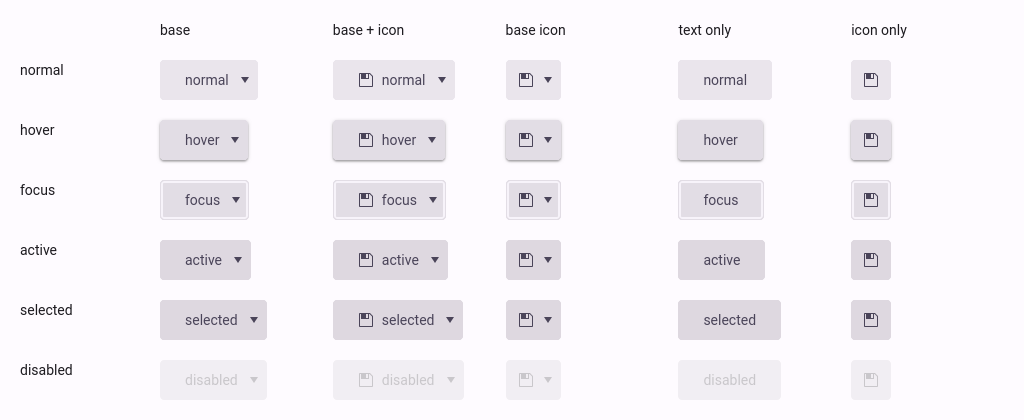 base base + icon base icon text only icon only
normal normal normal normal
hover hover hover hover
focus focus focus focus
active active active active
selected selected selected selected
disabled disabled disabled disabled